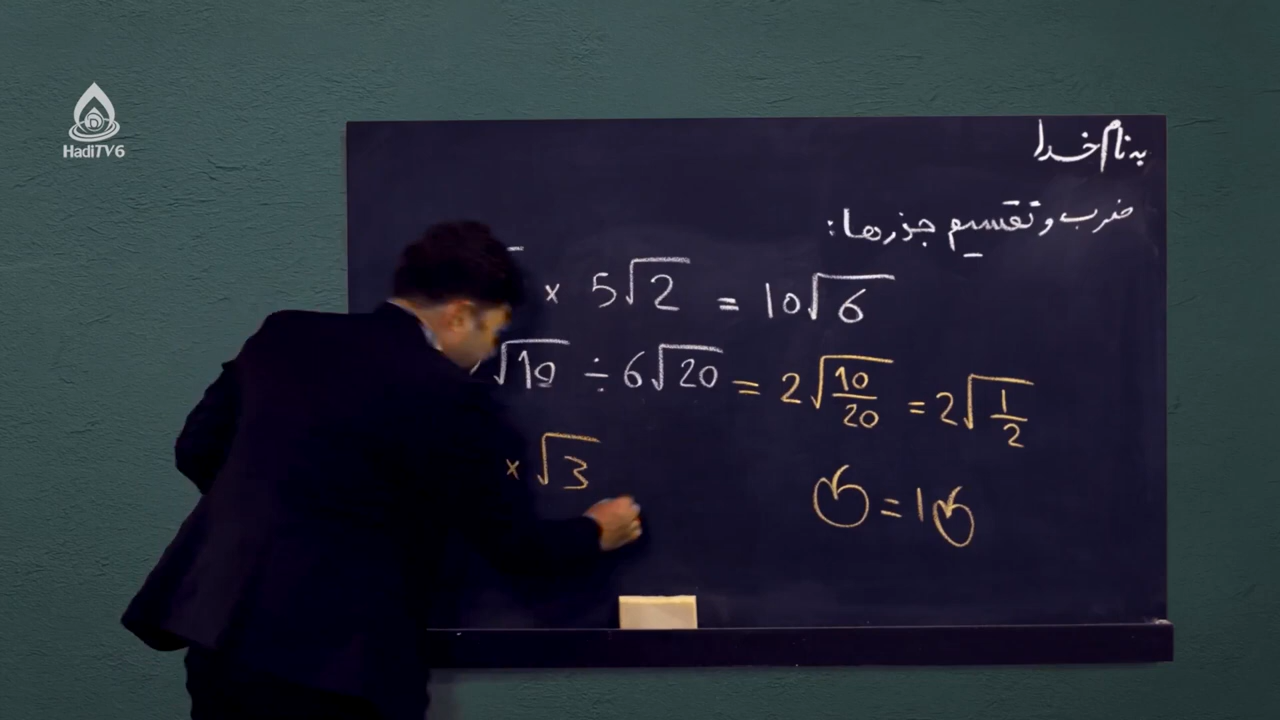 HadiTV6
به نام خدا
ضرب و تقسیم جذرها:
× 5√2 = 10√6
√10 ÷ 6√20 = 2√10/20 = 2√1/2
× √3
= 1